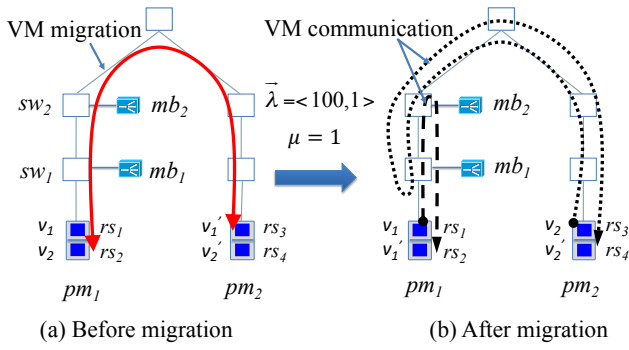 VM migration
VM communication
sw₂
mb₂
sw₁
mb₁
v₁
rs₁
v₂
rs₂
v₁′
rs₃
v₂′
rs₄
pm₁
pm₂
λ⃗ =<100,1>
μ = 1
mb₂
mb₁
v₁
rs₁
v₁′
rs₂
v₂
rs₃
v₂′
rs₄
pm₁
pm₂
(a) Before migration
(b) After migration